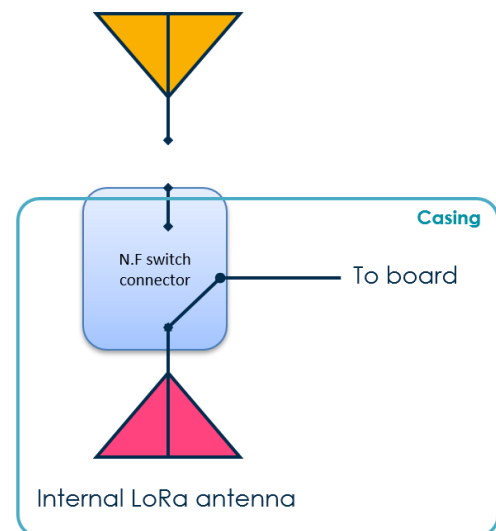 Casing
N.F switch
connector
To board
Internal LoRa antenna